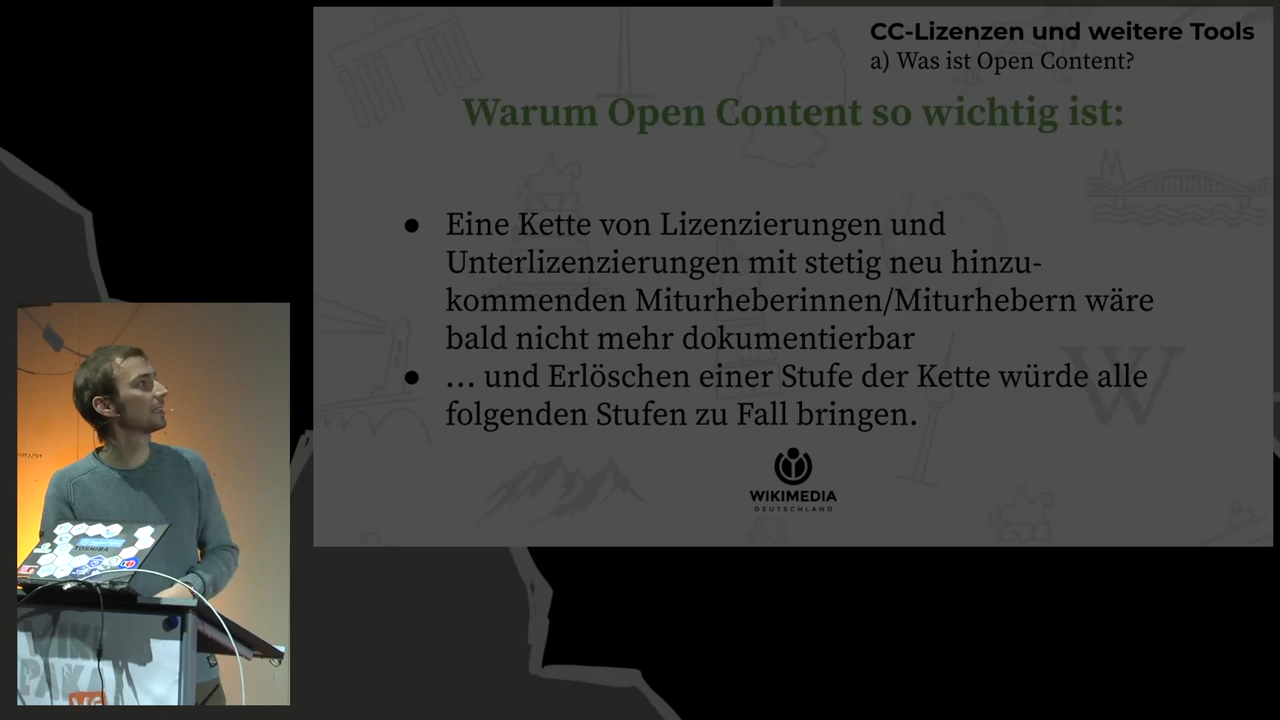 CC-Lizenzen und weitere Tools
a) Was ist Open Content?
Warum Open Content so wichtig ist:
● Eine Kette von Lizenzierungen und
Unterlizenzierungen mit stetig neu hinzu-
kommenden Miturheberinnen/Miturhebern wäre
bald nicht mehr dokumentierbar
● ... und Erlöschen einer Stufe der Kette würde alle
folgenden Stufen zu Fall bringen.
W
WIKIMEDIA
DEUTSCHLAND
TOSHIBA
WIKI
PAKA